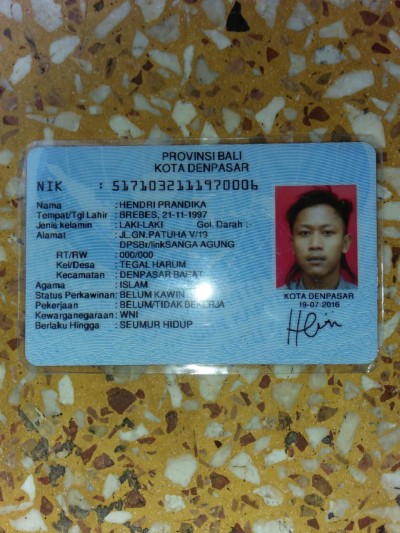 PROVINSI BALI
KOTA DENPASAR
NIK : 5171032111970006
Nama : HENDRI PRANDIKA
Tempat/Tgl Lahir : BREBES, 21-11-1997
Jenis kelamin : LAKI-LAKI Gol. Darah :
Alamat : JL.GN.PATUHA V/19
DPSBr/linkSANGA AGUNG
RT/RW : 000/000
Kel/Desa : TEGAL HARUM
Kecamatan : DENPASAR BARAT
Agama : ISLAM
Status Perkawinan: BELUM KAWIN
Pekerjaan : BELUM/TIDAK BEKERJA
Kewarganegaraan: WNI
Berlaku Hingga : SEUMUR HIDUP
KOTA DENPASAR
19-07-2016